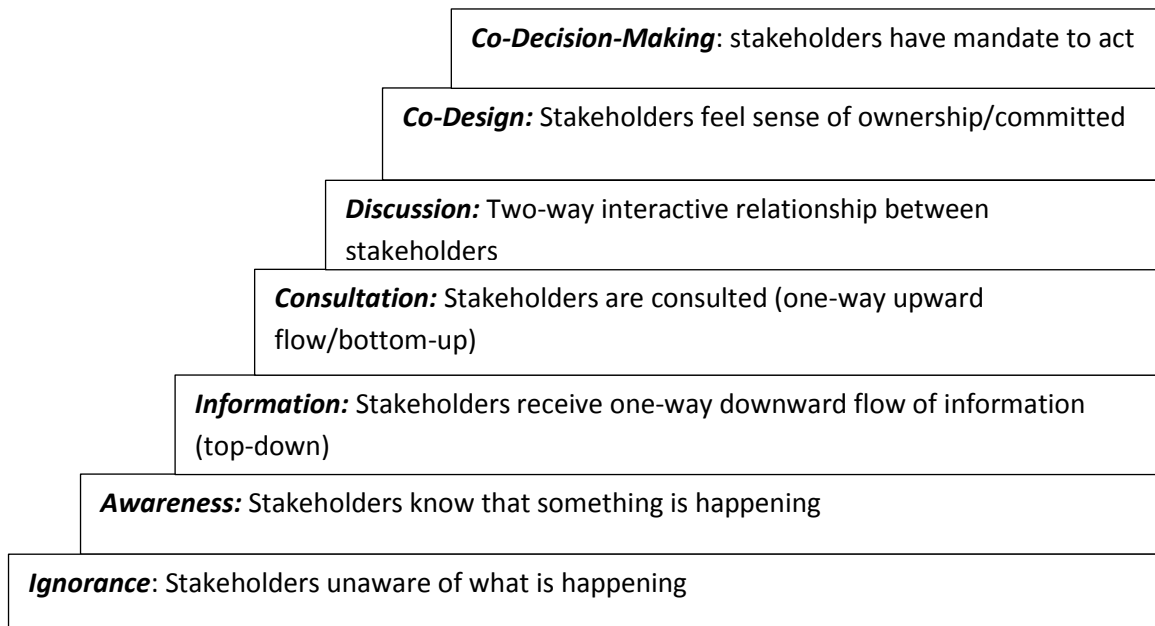 Co-Decision-Making: stakeholders have mandate to act
Co-Design: Stakeholders feel sense of ownership/committed
Discussion: Two-way interactive relationship between
stakeholders
Consultation: Stakeholders are consulted (one-way upward
flow/bottom-up)
Information: Stakeholders receive one-way downward flow of information
(top-down)
Awareness: Stakeholders know that something is happening
Ignorance: Stakeholders unaware of what is happening